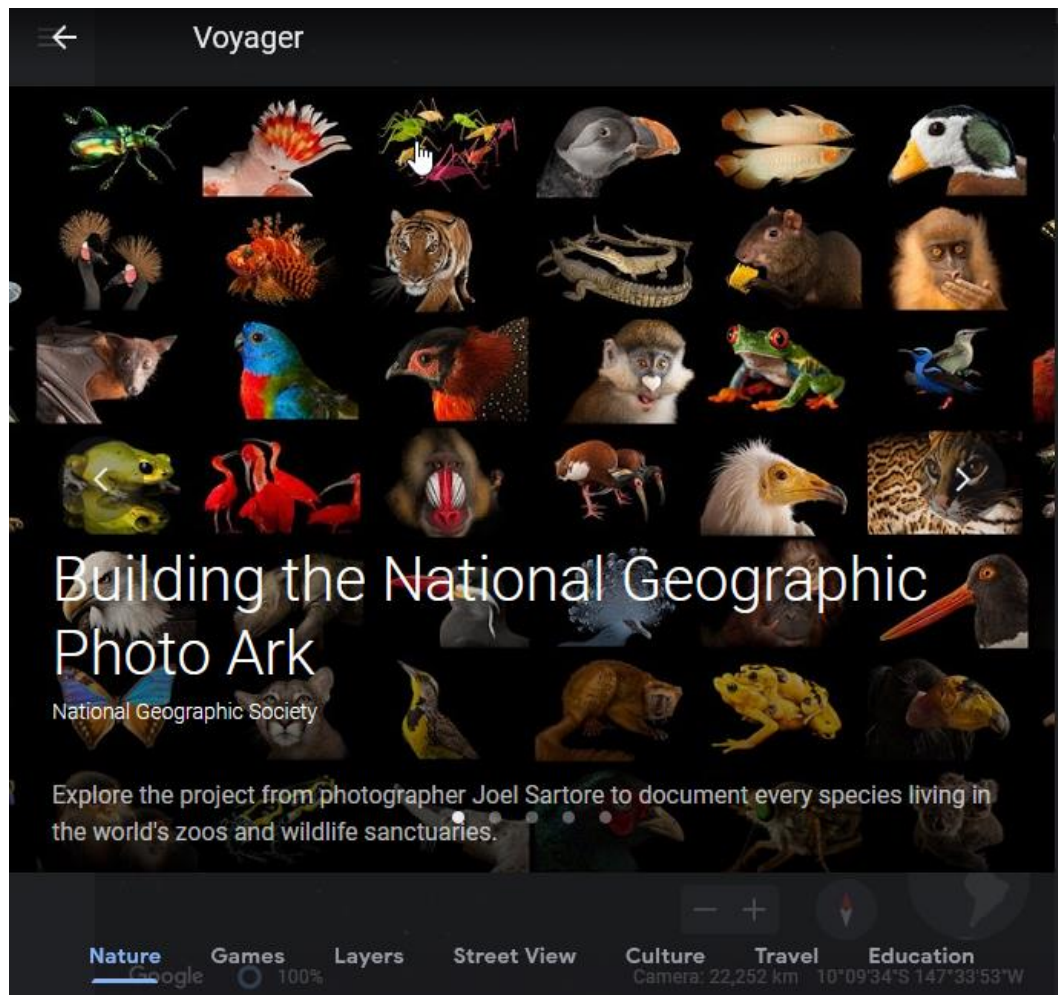 Voyager
Building the National Geographic
Photo Ark
National Geographic Society
Explore the project from photographer Joel Sartore to document every species living in
the world's zoos and wildlife sanctuaries.
Nature Games Layers Street View Culture Travel Education
Google 100% Camera: 22,252 km 10°09'34"S 147°33'53"W